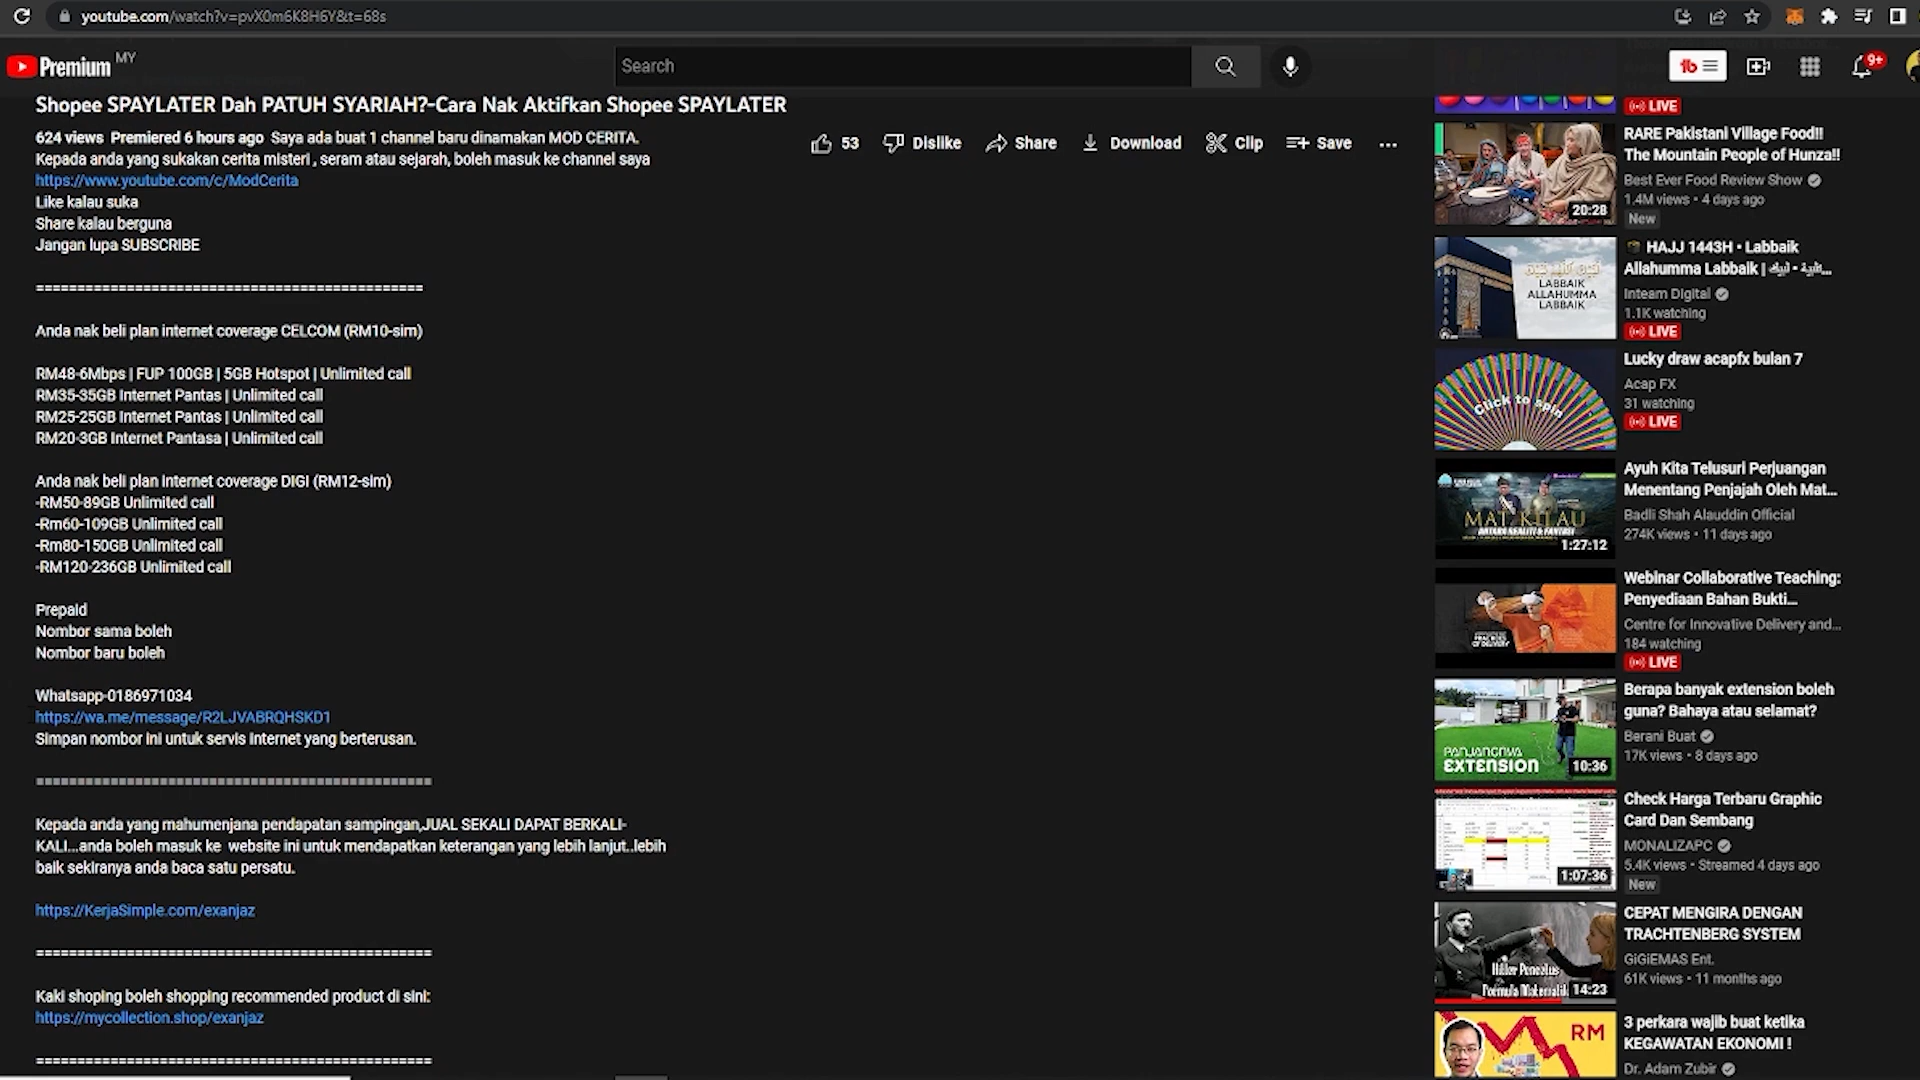 youtube.com/watch?v=pvX0m6K8H6Y&t=68s
Premium MY
Search
9+
Shopee SPAYLATER Dah PATUH SYARIAH?-Cara Nak Aktifkan Shopee SPAYLATER
624 views Premiered 6 hours ago Saya ada buat 1 channel baru dinamakan MOD CERITA.
Kepada anda yang sukakan cerita misteri , seram atau sejarah, boleh masuk ke channel saya
https://www.youtube.com/c/ModCerita
Like kalau suka
Share kalau berguna
Jangan lupa SUBSCRIBE
53 Dislike Share Download Clip Save
===============================================
Anda nak beli plan internet coverage CELCOM (RM10-sim)
RM48-6Mbps | FUP 100GB | 5GB Hotspot | Unlimited call
RM35-35GB Internet Pantas | Unlimited call
RM25-25GB Internet Pantas | Unlimited call
RM20-3GB Internet Pantasa | Unlimited call
Anda nak beli plan internet coverage DIGI (RM12-sim)
-RM50-89GB Unlimited call
-Rm60-109GB Unlimited call
-Rm80-150GB Unlimited call
-RM120-236GB Unlimited call
Prepaid
Nombor sama boleh
Nombor baru boleh
Whatsapp-0186971034
https://wa.me/message/R2LJVABRQHSKD1
Simpan nombor ini untuk servis internet yang berterusan.
================================================
Kepada anda yang mahumenjana pendapatan sampingan,JUAL SEKALI DAPAT BERKALI-
KALI...anda boleh masuk ke website ini untuk mendapatkan keterangan yang lebih lanjut..lebih
baik sekiranya anda baca satu persatu.
https://KerjaSimple.com/exanjaz
================================================
Kaki shoping boleh shopping recommended product di sini:
https://mycollection.shop/exanjaz
================================================
LIVE
20:28
RARE Pakistani Village Food!!
The Mountain People of Hunza!!
Best Ever Food Review Show
1.4M views • 4 days ago
New
LABBAIK
ALLAHUMMA
LABBAIK
HAJJ 1443H • Labbaik
Allahumma Labbaik |
Inteam Digital
1.1K watching
LIVE
Click to spin
Lucky draw acapfx bulan 7
Acap FX
31 watching
LIVE
MAT KILAU
ANTARA REALITI & FANTASI
1:27:12
Ayuh Kita Telusuri Perjuangan
Menentang Penjajah Oleh Mat...
Badli Shah Alauddin Official
274K views • 11 days ago
Webinar Collaborative Teaching:
Penyediaan Bahan Bukti...
Centre for Innovative Delivery and...
184 watching
LIVE
PANJANGNYA
EXTENSION
10:36
Berapa banyak extension boleh
guna? Bahaya atau selamat?
Berani Buat
17K views • 8 days ago
1:07:36
Check Harga Terbaru Graphic
Card Dan Sembang
MONALIZAPC
5.4K views • Streamed 4 days ago
New
Hitler Pencetus
Formula Matematik
14:23
CEPAT MENGIRA DENGAN
TRACHTENBERG SYSTEM
GiGiEMAS Ent.
61K views • 11 months ago
RM
3 perkara wajib buat ketika
KEGAWATAN EKONOMI !
Dr. Adam Zubir